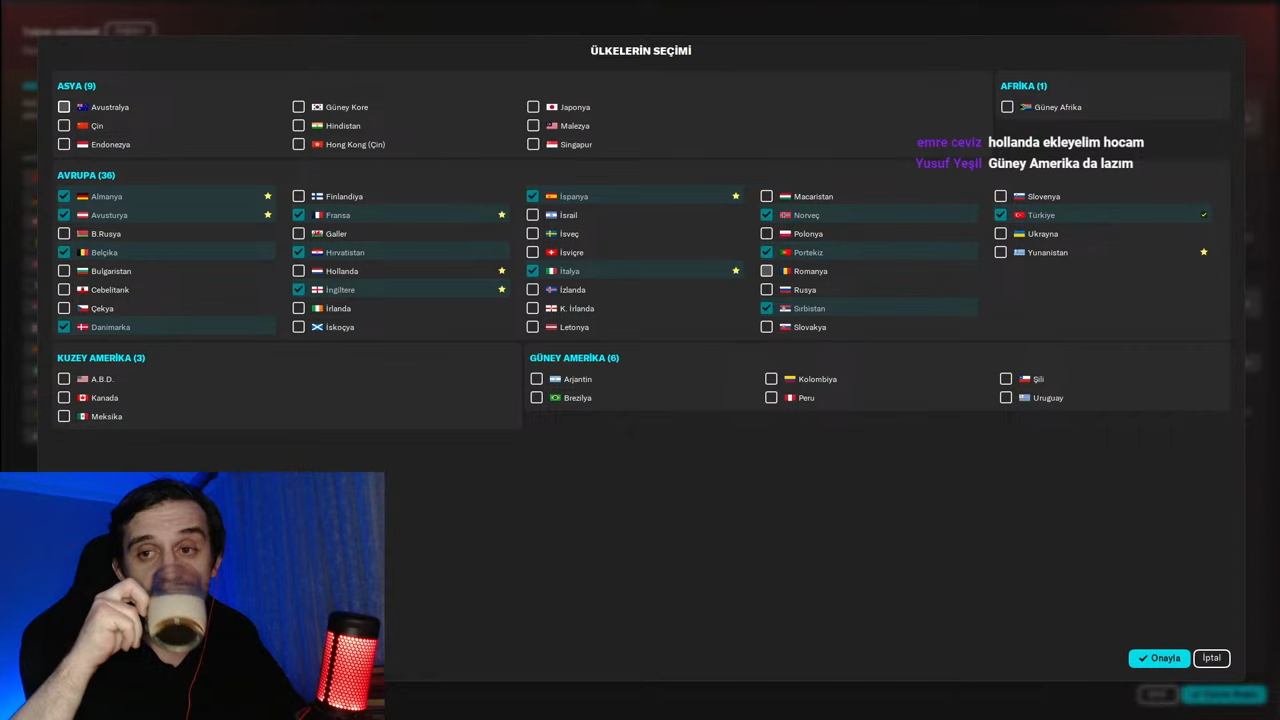 ÜLKELERİN SEÇİMİ
ASYA (9)
Avustralya
Güney Kore
Japonya
Çin
Hindistan
Malezya
Endonezya
Hong Kong (Çin)
Singapur
AFRİKA (1)
Güney Afrika
emre ceviz hollanda ekleyelim hocam
Yusuf Yeşil Güney Amerika da lazım
AVRUPA (36)
Almanya
Finlandiya
İspanya
Macaristan
Slovenya
Avusturya
Fransa
İsrail
Norveç
Türkiye
B.Rusya
Galler
İsveç
Polonya
Ukrayna
Belçika
Hırvatistan
İsviçre
Portekiz
Yunanistan
Bulgaristan
Hollanda
İtalya
Romanya
Cebelitarık
İngiltere
İzlanda
Rusya
Çekya
İrlanda
K. İrlanda
Sırbistan
Danimarka
İskoçya
Letonya
Slovakya
KUZEY AMERİKA (3)
A.B.D.
Kanada
Meksika
GÜNEY AMERİKA (6)
Arjantin
Kolombiya
Şili
Brezilya
Peru
Uruguay
Onayla
İptal